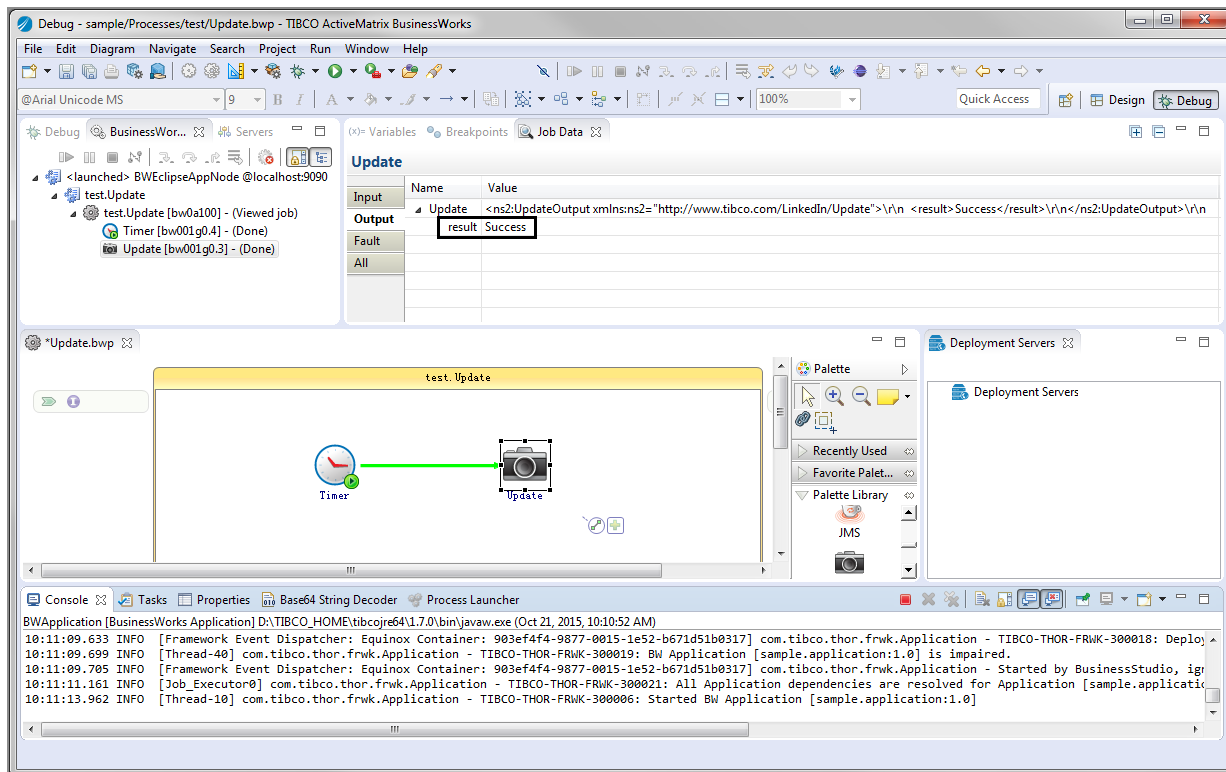 Debug - sample/Processes/test/Update.bwp - TIBCO ActiveMatrix BusinessWorks
File Edit Diagram Navigate Search Project Run Window Help
@Arial Unicode MS 9 B I A 100% Quick Access Design Debug
Debug BusinessWor... Servers
(x)= Variables Breakpoints Job Data
<launched> BWEclipseAppNode @localhost:9090
test.Update
test.Update [bw0a100] - (Viewed job)
Timer [bw001g0.4] - (Done)
Update [bw001g0.3] - (Done)
Update
Input
Output
Fault
All
Name Value
Update <ns2:UpdateOutput xmlns:ns2="http://www.tibco.com/LinkedIn/Update">\r\n <result>Success</result>\r\n</ns2:UpdateOutput>\r\n
result Success
*Update.bwp
test.Update
Timer
Update
Palette
Recently Used
Favorite Palet...
Palette Library
JMS
Deployment Servers
Deployment Servers
Console Tasks Properties Base64 String Decoder Process Launcher
BWApplication [BusinessWorks Application] D:\TIBCO_HOME\tibcojre64\1.7.0\bin\javaw.exe (Oct 21, 2015, 10:10:52 AM)
10:11:09.633 INFO [Framework Event Dispatcher: Equinox Container: 903ef4f4-9877-0015-1e52-b671d51b0317] com.tibco.thor.frwk.Application - TIBCO-THOR-FRWK-300018: Deploy
10:11:09.699 INFO [Thread-40] com.tibco.thor.frwk.Application - TIBCO-THOR-FRWK-300019: BW Application [sample.application:1.0] is impaired.
10:11:09.705 INFO [Framework Event Dispatcher: Equinox Container: 903ef4f4-9877-0015-1e52-b671d51b0317] com.tibco.thor.frwk.Application - Started by BusinessStudio, ign
10:11:11.161 INFO [Job_Executor0] com.tibco.thor.frwk.Application - TIBCO-THOR-FRWK-300021: All Application dependencies are resolved for Application [sample.applicatio
10:11:13.962 INFO [Thread-10] com.tibco.thor.frwk.Application - TIBCO-THOR-FRWK-300006: Started BW Application [sample.application:1.0]